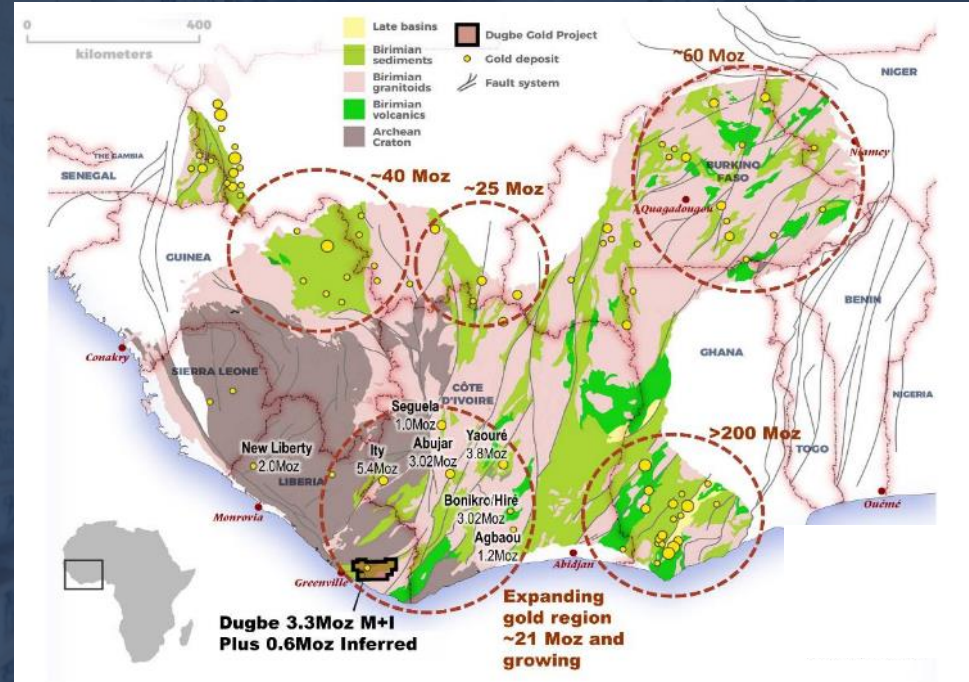 0 400
kilometers
Late basins
Birimian
sediments
Birimian
granitoids
Birimian
volcanics
Archean
Craton
Dugbe Gold Project
Gold deposit
Fault system
~60 Moz
NIGER
Niamey
BURKINO
FASO
Quagadougou
THE GAMBIA
SENEGAL
~40 Moz
~25 Moz
GUINEA
BENIN
GHANA
Conakry
SIERRA LEONE
CÔTE
D'IVOIRE
NIGERIA
Seguela
1.0Moz
Abujar
3.02Moz
Yaouré
3.8Moz
>200 Moz
TOGO
New Liberty
2.0Moz
Ity
5.4Moz
LIBERIA
Bonikro/Hiré
3.02Moz
Agbaou
1.2Moz
Ouémé
Monrovia
Abidjan
Greenville
Dugbe 3.3Moz M+I
Plus 0.6Moz Inferred
Expanding
gold region
~21 Moz and
growing